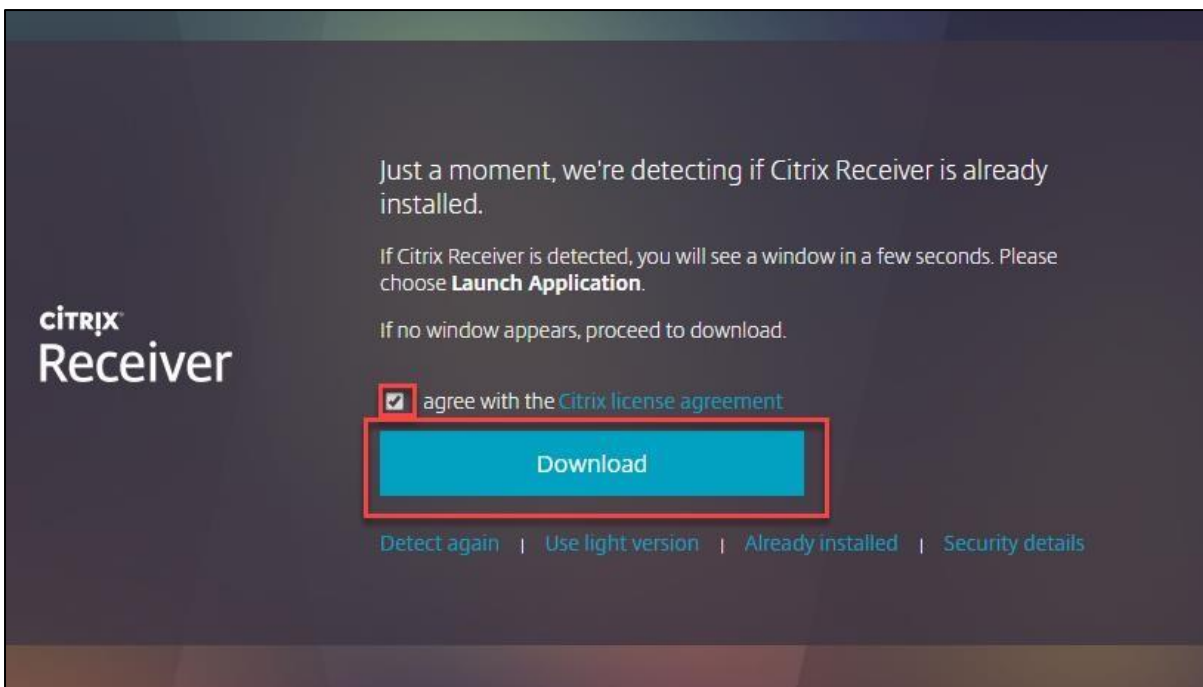 Just a moment, we're detecting if Citrix Receiver is already
installed.
If Citrix Receiver is detected, you will see a window in a few seconds. Please
choose Launch Application.
If no window appears, proceed to download.
CİTRIX
Receiver
agree with the Citrix license agreement
Download
Detect again | Use light version | Already installed | Security details